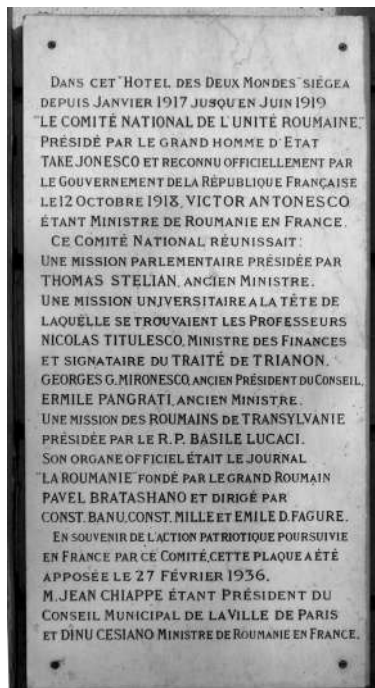 DANS CET "HOTEL DES DEUX MONDES" SIÉGEA
DEPUIS JANVIER 1917 JUSQU'EN JUIN 1919
"LE COMITÉ NATIONAL DE L'UNITÉ ROUMAINE",
PRÉSIDÉ PAR LE GRAND HOMME D'ETAT
TAKE JONESCO ET RECONNU OFFICIELLEMENT PAR
LE GOUVERNEMENT DE LA RÉPUBLIQUE FRANÇAISE
LE 12 OCTOBRE 1918, VICTOR ANTONESCO
ÉTANT MINISTRE DE ROUMANIE EN FRANCE.
CE COMITÉ NATIONAL RÉUNISSAIT:
UNE MISSION PARLEMENTAIRE PRÉSIDÉE PAR
THOMAS STELIAN, ANCIEN MINISTRE.
UNE MISSION UNIVERSITAIRE A LA TÊTE DE
LAQUELLE SE TROUVAIENT LES PROFESSEURS
NICOLAS TITULESCO, MINISTRE DES FINANCES
ET SIGNATAIRE DU TRAITÉ DE TRIANON,
GEORGES G. MIRONESCO, ANCIEN PRÉSIDENT DU CONSEIL,
ERMILE PANGRATI, ANCIEN MINISTRE.
UNE MISSION DES ROUMAINS DE TRANSYLVANIE
PRÉSIDÉE PAR LE R.P. BASILE LUCACI.
SON ORGANE OFFICIEL ÉTAIT LE JOURNAL
"LA ROUMANIE" FONDÉ PAR LE GRAND ROUMAIN
PAVEL BRATASHANO ET DIRIGÉ PAR
CONST. BANU, CONST. MILLE ET EMILE D. FAGURE.
EN SOUVENIR DE L'ACTION PATRIOTIQUE POURSUIVIE
EN FRANCE PAR CE COMITÉ, CETTE PLAQUE A ÉTÉ
APPOSÉE LE 27 FÉVRIER 1936,
M. JEAN CHIAPPE ÉTANT PRÉSIDENT DU
CONSEIL MUNICIPAL DE LA VILLE DE PARIS
ET DINU CESIANO MINISTRE DE ROUMANIE EN FRANCE.